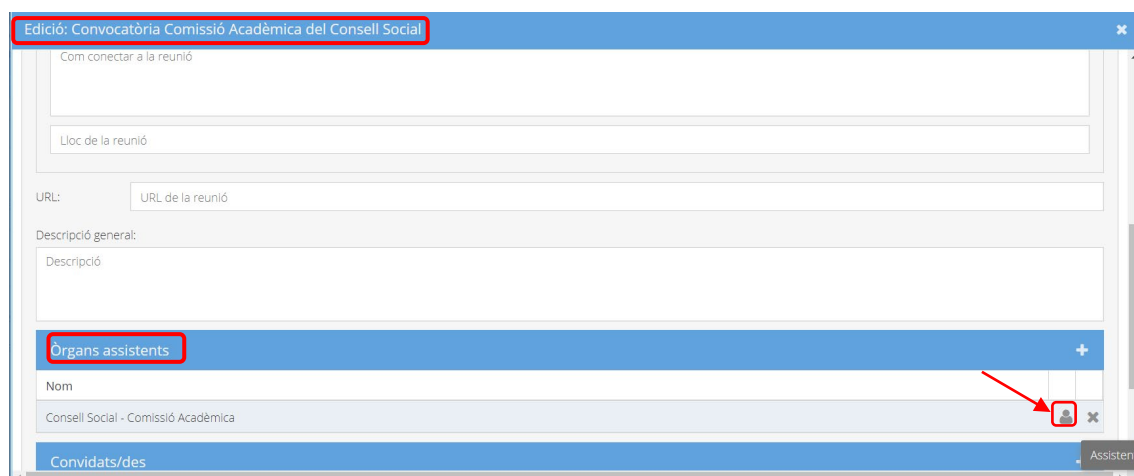 Edició: Convocatòria Comissió Acadèmica del Consell Social
Com conectar a la reunió
Lloc de la reunió
URL:
URL de la reunió
Descripció general:
Descripció
Òrgans assistents
Nom
Consell Social - Comissió Acadèmica
Convidats/des
Assisten